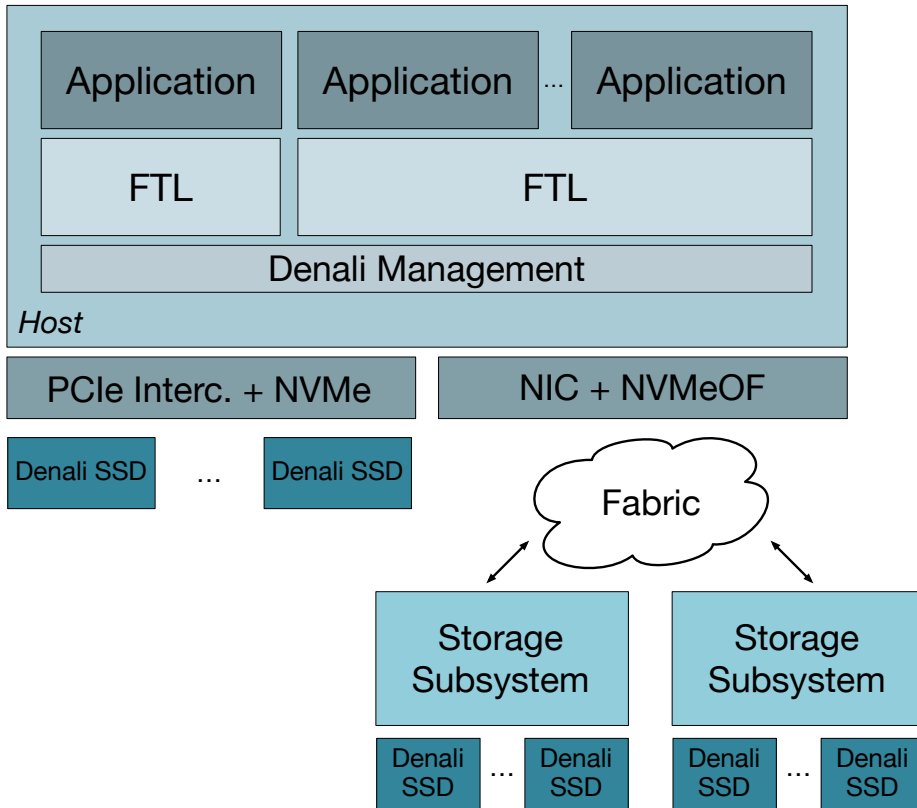 Application
Application
...
Application
FTL
FTL
Denali Management
Host
PCIe Interc. + NVMe
NIC + NVMeOF
Denali SSD
...
Denali SSD
Fabric
Storage
Subsystem
Storage
Subsystem
Denali
SSD
...
Denali
SSD
Denali
SSD
...
Denali
SSD